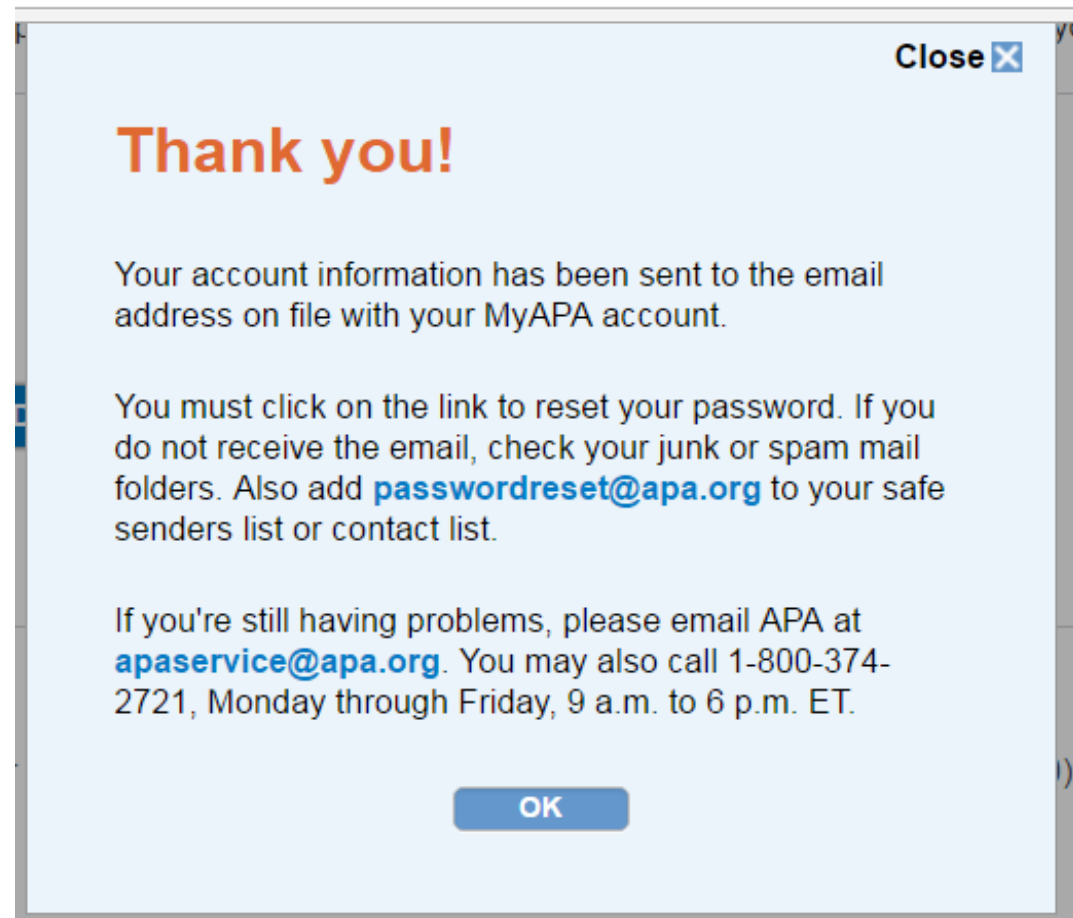 Close
Thank you!
Your account information has been sent to the email
address on file with your MyAPA account.
You must click on the link to reset your password. If you
do not receive the email, check your junk or spam mail
folders. Also add passwordreset@apa.org to your safe
senders list or contact list.
If you're still having problems, please email APA at
apaservice@apa.org. You may also call 1-800-374-
2721, Monday through Friday, 9 a.m. to 6 p.m. ET.
OK